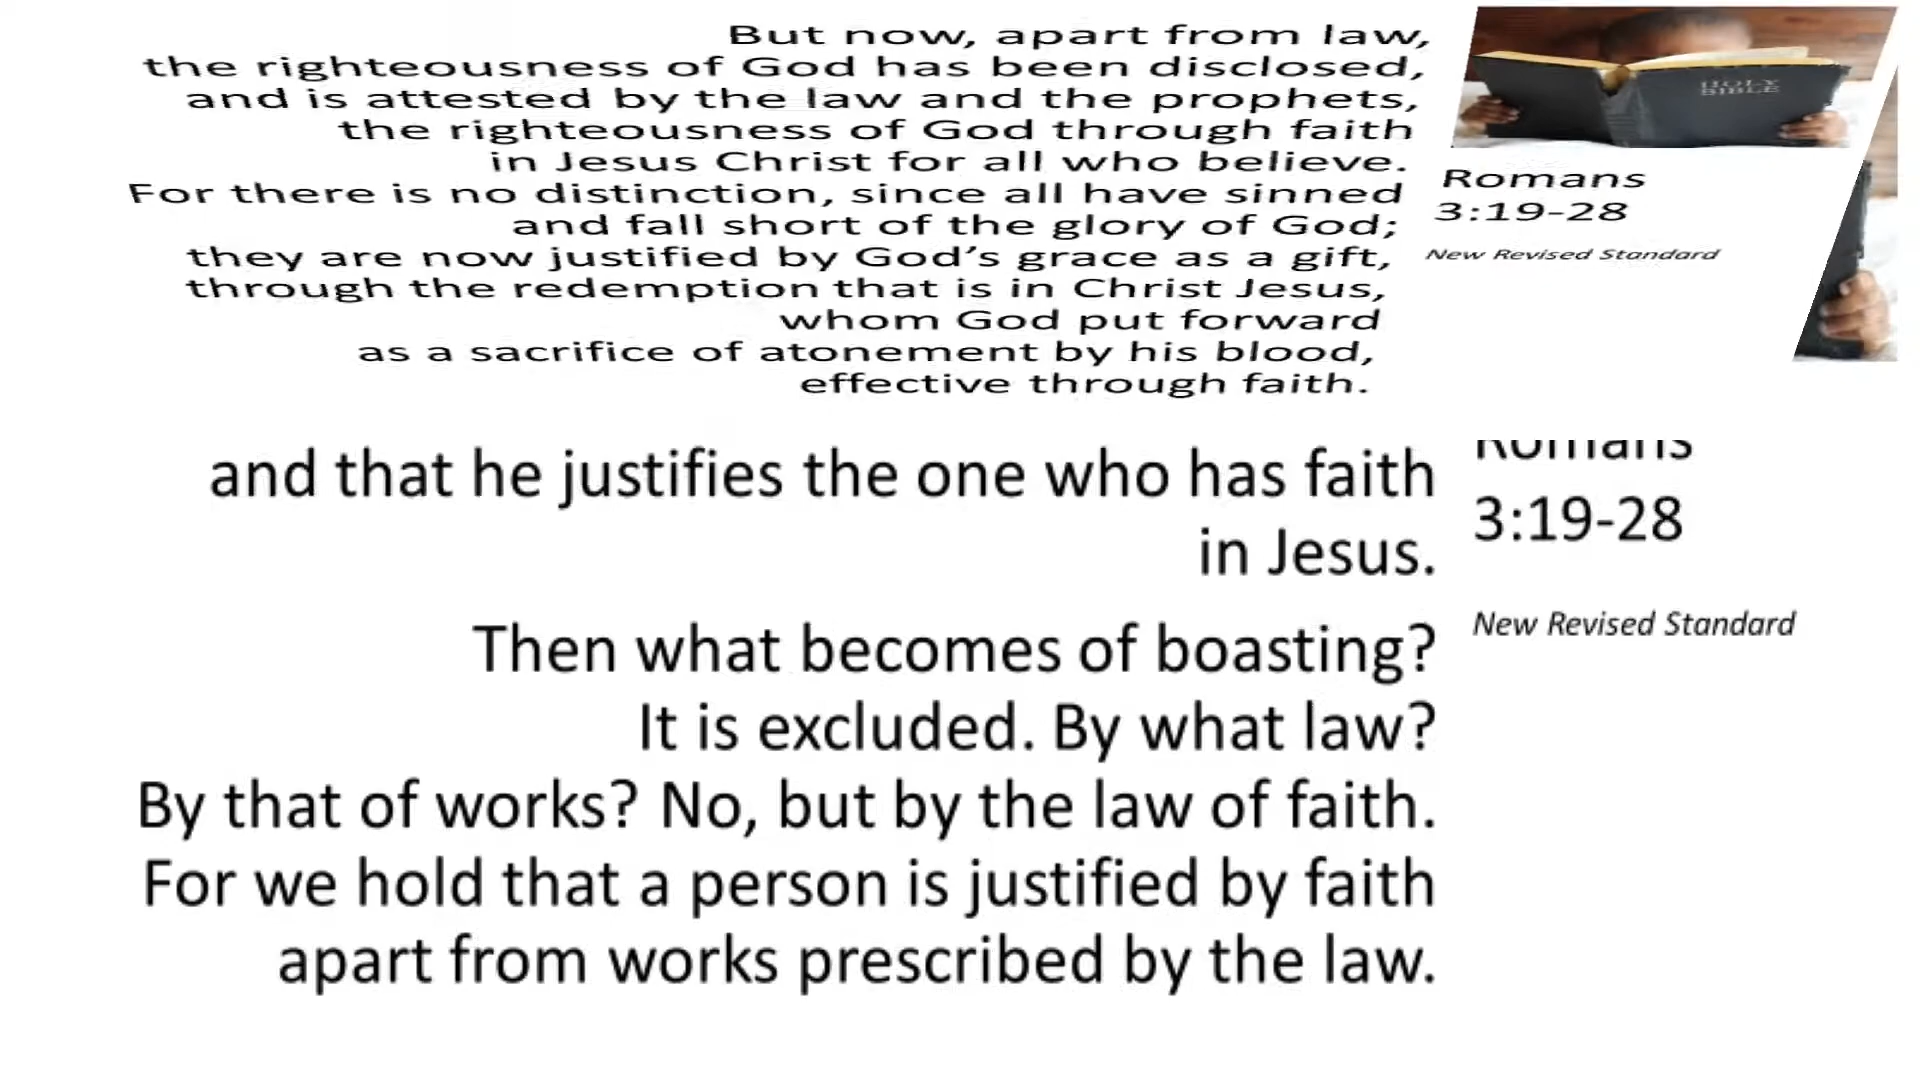 But now, apart from law,
the righteousness of God has been disclosed,
and is attested by the law and the prophets,
the righteousness of God through faith
in Jesus Christ for all who believe.
For there is no distinction, since all have sinned
and fall short of the glory of God;
they are now justified by God’s grace as a gift,
through the redemption that is in Christ Jesus,
whom God put forward
as a sacrifice of atonement by his blood,
effective through faith.
HOLY
BIBLE
Romans
3:19-28
New Revised Standard
and that he justifies the one who has faith
in Jesus.
Then what becomes of boasting?
It is excluded. By what law?
By that of works? No, but by the law of faith.
For we hold that a person is justified by faith
apart from works prescribed by the law.
Romans
3:19-28
New Revised Standard